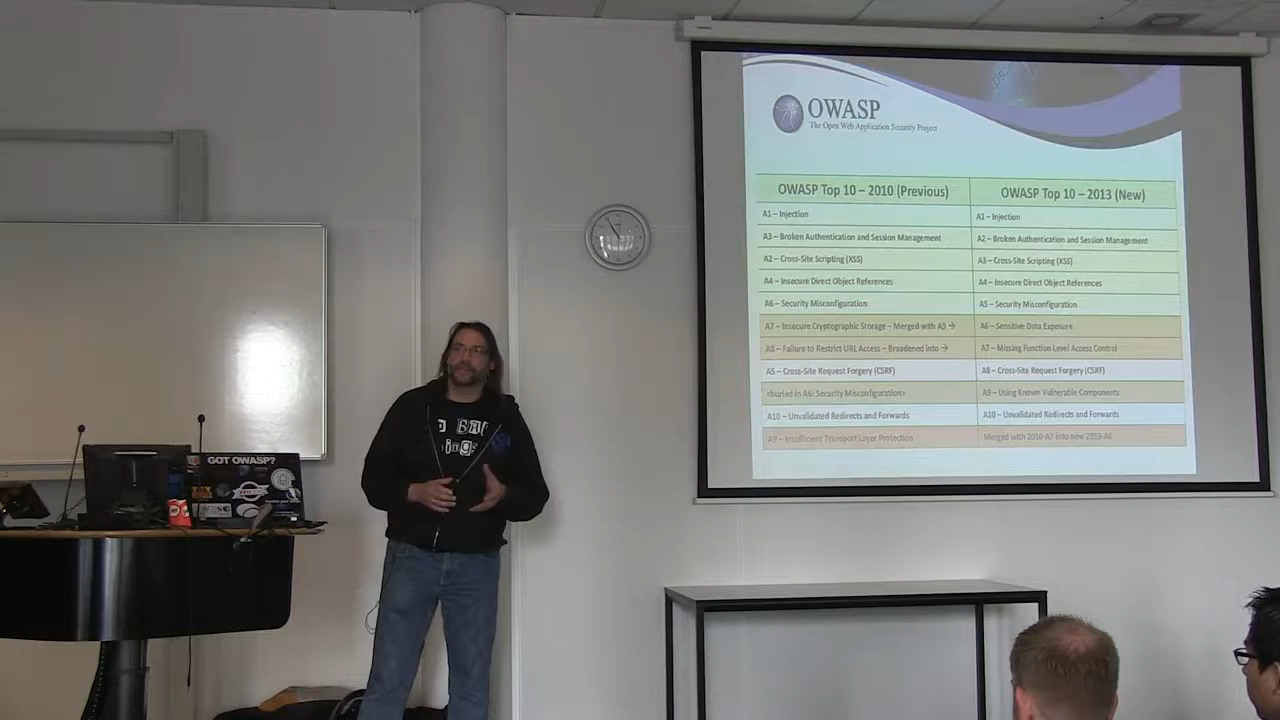 OWASP
The Open Web Application Security Project
OWASP Top 10 – 2010 (Previous)
OWASP Top 10 – 2013 (New)
A1 – Injection
A1 – Injection
A3 – Broken Authentication and Session Management
A2 – Broken Authentication and Session Management
A2 – Cross-Site Scripting (XSS)
A3 – Cross-Site Scripting (XSS)
A4 – Insecure Direct Object References
A4 – Insecure Direct Object References
A6 – Security Misconfiguration
A5 – Security Misconfiguration
A7 – Insecure Cryptographic Storage – Merged with A9 →
A6 – Sensitive Data Exposure
A8 – Failure to Restrict URL Access – Broadened into →
A7 – Missing Function Level Access Control
A5 – Cross-Site Request Forgery (CSRF)
A8 – Cross-Site Request Forgery (CSRF)
<buried in A6: Security Misconfiguration>
A9 – Using Known Vulnerable Components
A10 – Unvalidated Redirects and Forwards
A10 – Unvalidated Redirects and Forwards
A9 – Insufficient Transport Layer Protection
Merged with 2010-A7 into new 2013-A6
GOT OWASP?